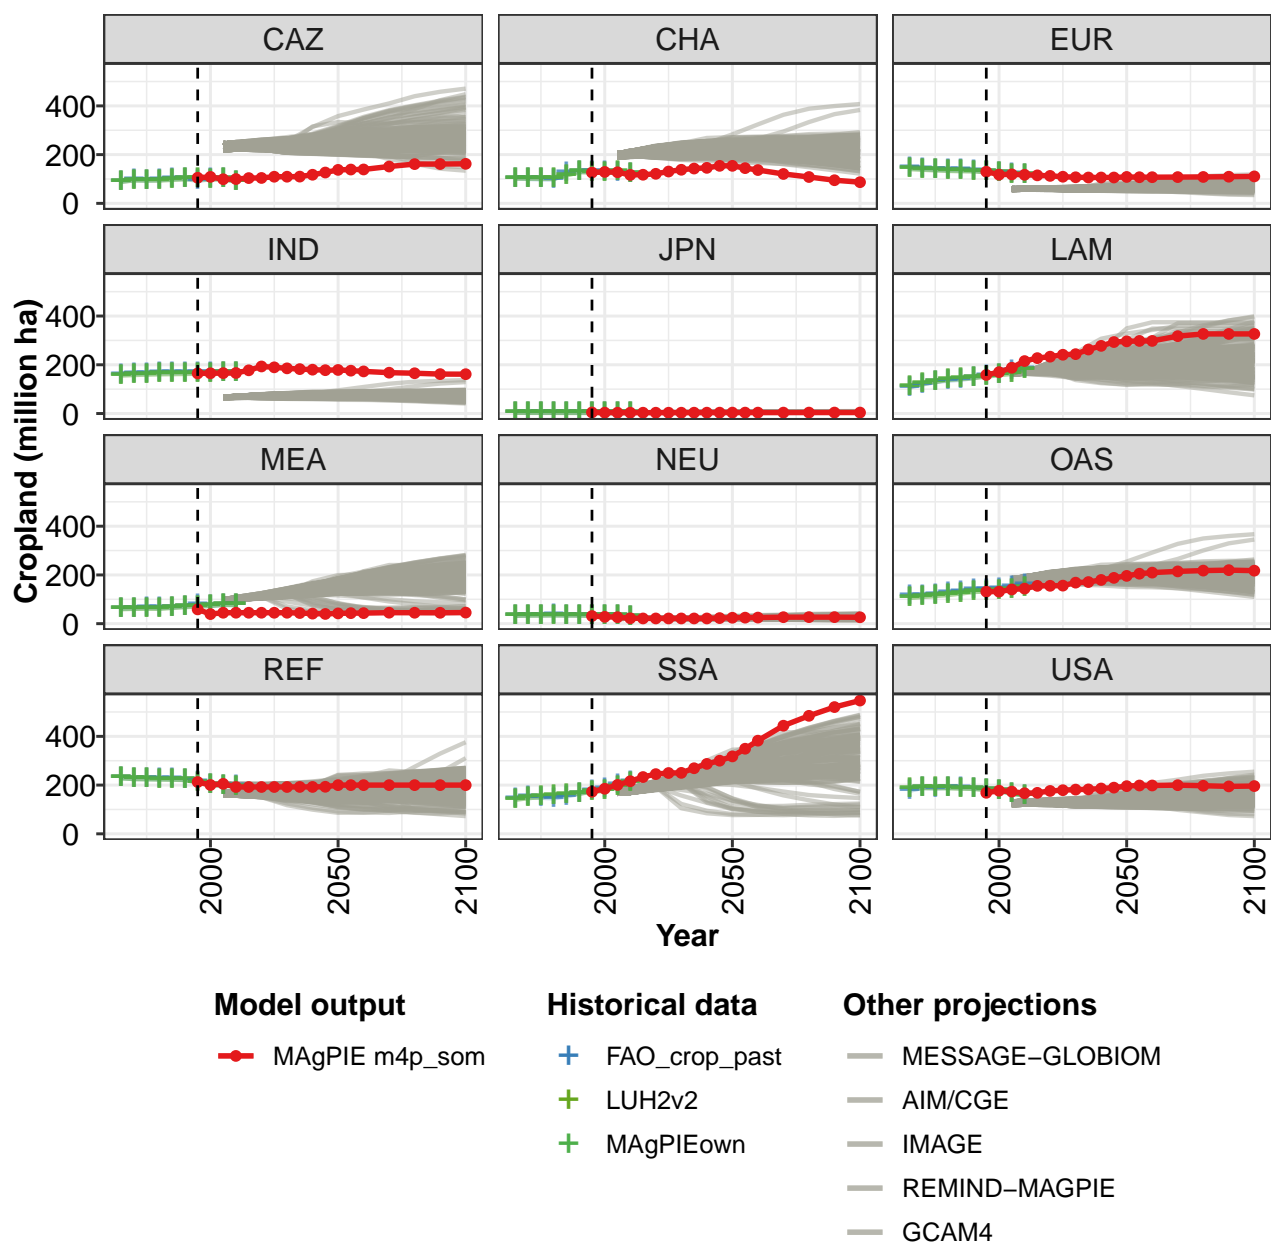 CAZ CHA EUR
400
200
0
IND JPN LAM
400
200
0
MEA NEU OAS
400
200
0
REF SSA USA
400
200
0
Cropland (million ha)
2000 2050 2100 2000 2050 2100 2000 2050 2100
Year
Model output
MAgPIE m4p_som
Historical data
FAO_crop_past
LUH2v2
MAgPIEown
Other projections
MESSAGE−GLOBIOM
AIM/CGE
IMAGE
REMIND−MAGPIE
GCAM4